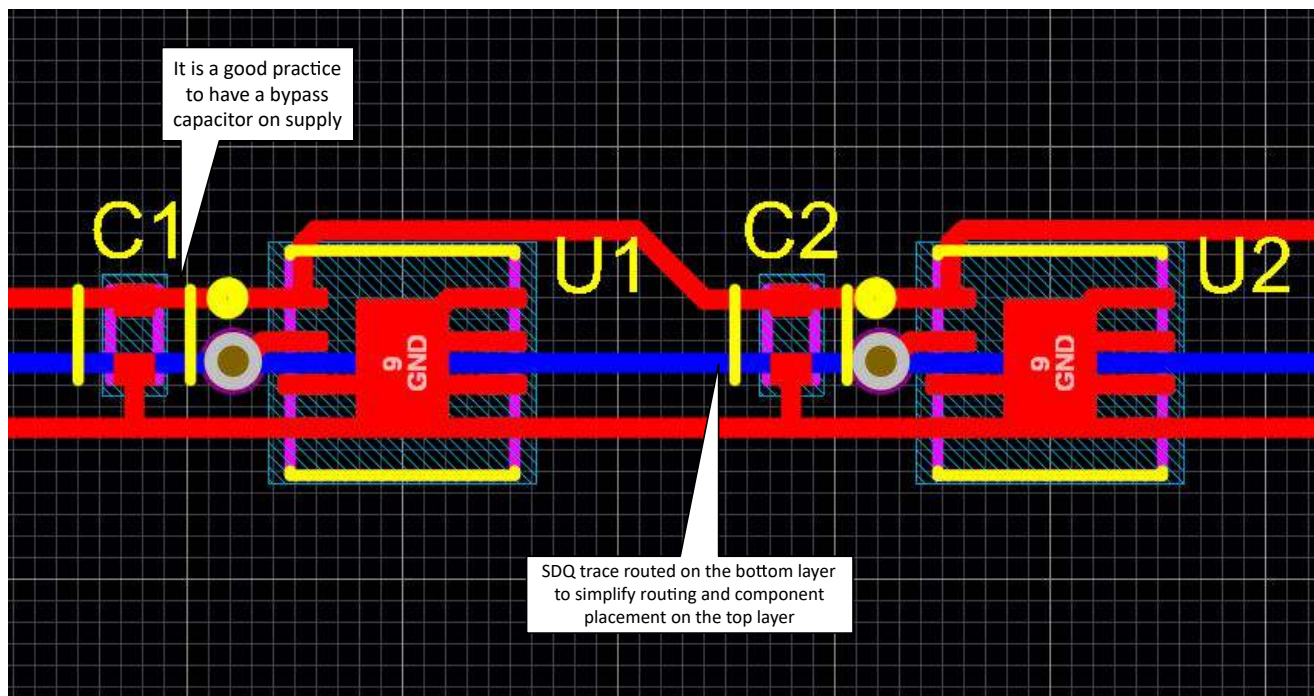 It is a good practice
to have a bypass
capacitor on supply
C1
U1
C2
U2
9
GND
9
GND
SDQ trace routed on the bottom layer
to simplify routing and component
placement on the top layer